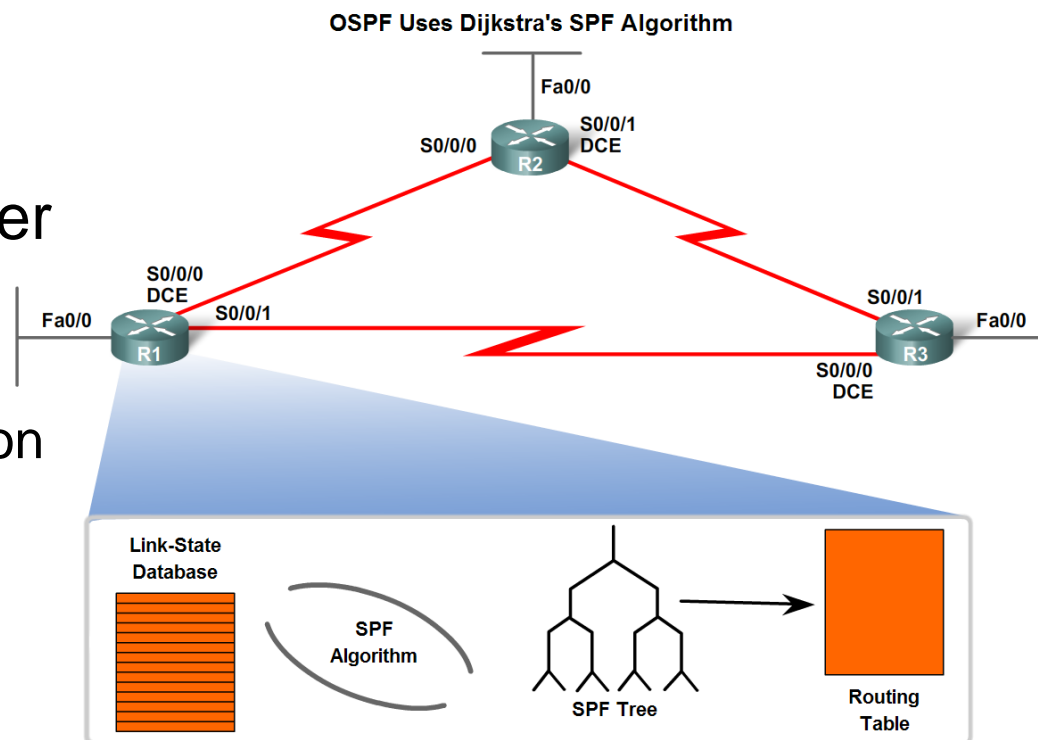 OSPF Uses Dijkstra's SPF Algorithm
Fa0/0
S0/0/0
S0/0/1
DCE
R2
er
S0/0/0
DCE
S0/0/1
Fa0/0
R1
S0/0/1
Fa0/0
R3
S0/0/0
DCE
on
Link-State
Database
SPF
Algorithm
SPF Tree
Routing
Table